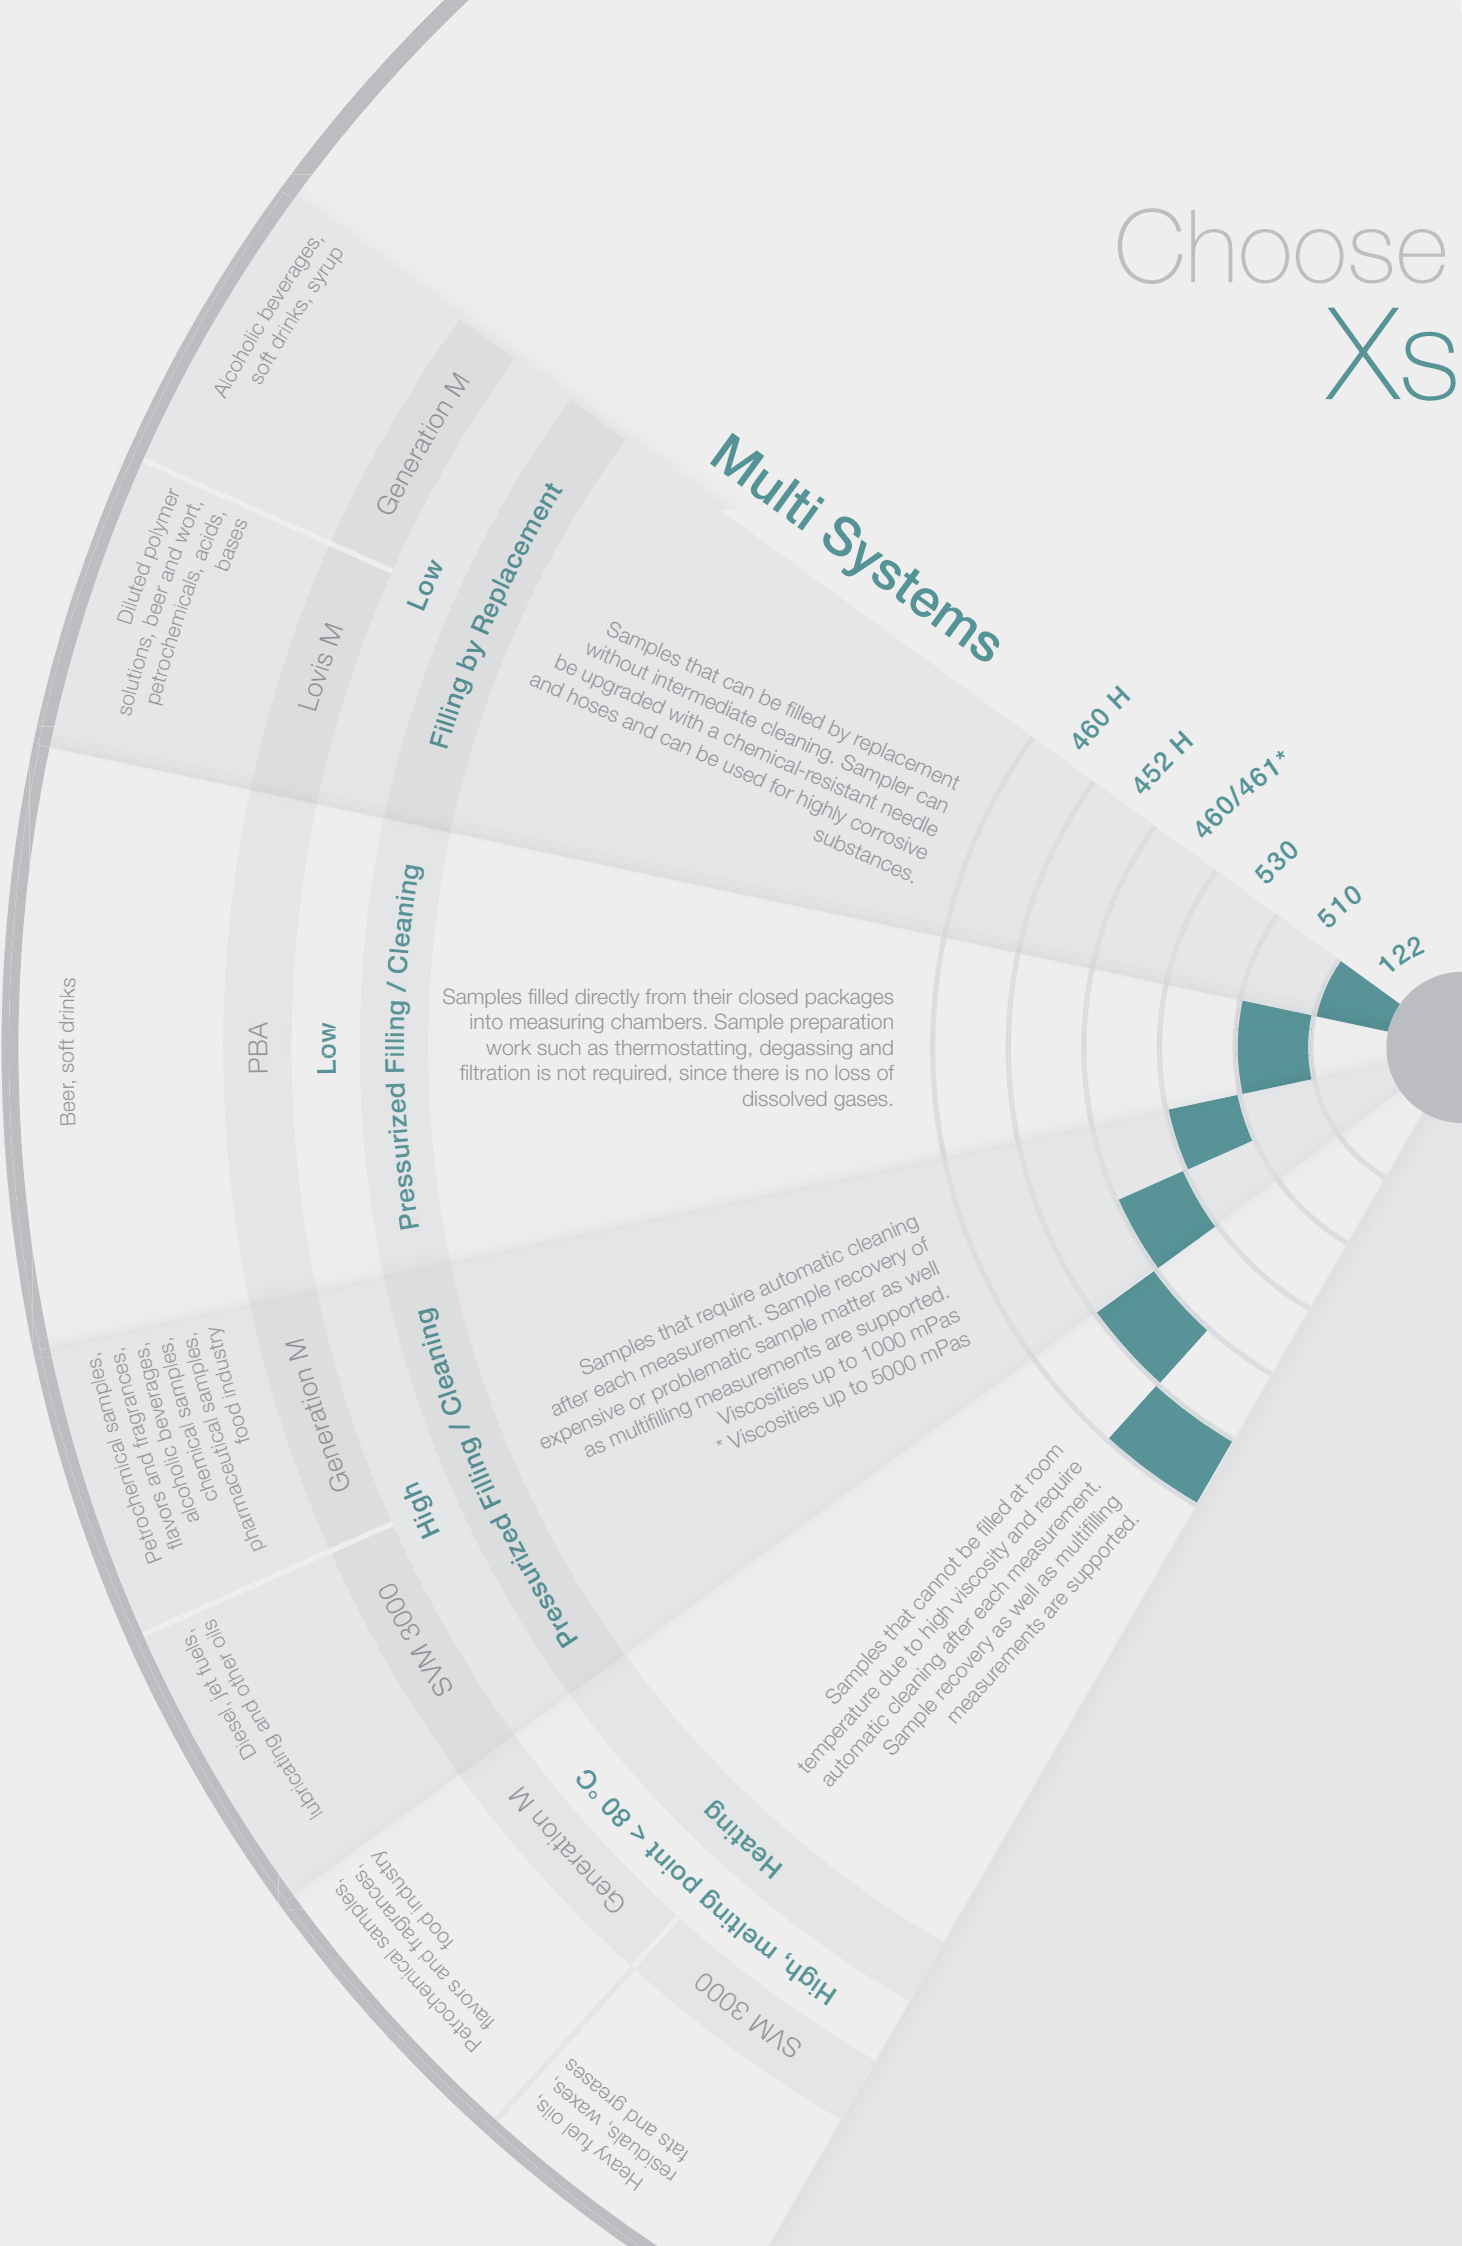 Choose
Xs
Multi Systems
460 H
452 H
460/461*
530
510
122
Alcoholic beverages,
soft drinks, syrup
Generation M
Diluted polymer
solutions, beer and wort,
petrochemicals, acids,
bases
Lovis M
Low
Filling by Replacement
Samples that can be filled by replacement
without intermediate cleaning. Sampler can
be upgraded with a chemical-resistant needle
and hoses and can be used for highly corrosive
substances.
Beer, soft drinks
PBA
Low
Pressurized Filling / Cleaning
Samples filled directly from their closed packages
into measuring chambers. Sample preparation
work such as thermostatting, degassing and
filtration is not required, since there is no loss of
dissolved gases.
Petrochemical samples,
flavors and fragrances,
alcoholic beverages,
chemical samples,
pharmaceutical samples,
food industry
Generation M
Diesel, jet fuels,
lubricating and other oils
SVM 3000
High
Pressurized Filling / Cleaning
Samples that require automatic cleaning
after each measurement. Sample recovery of
expensive or problematic sample matter as well
as multifilling measurements are supported.
Viscosities up to 1000 mPas
* Viscosities up to 5000 mPas
Petrochemical samples,
flavors and fragrances,
food industry
Generation M
Heavy fuel oils,
residuals, waxes,
fats and greases
SVM 3000
High, melting point < 80 °C
Heating
Samples that cannot be filled at room
temperature due to high viscosity and require
automatic cleaning after each measurement.
Sample recovery as well as multifilling
measurements are supported.